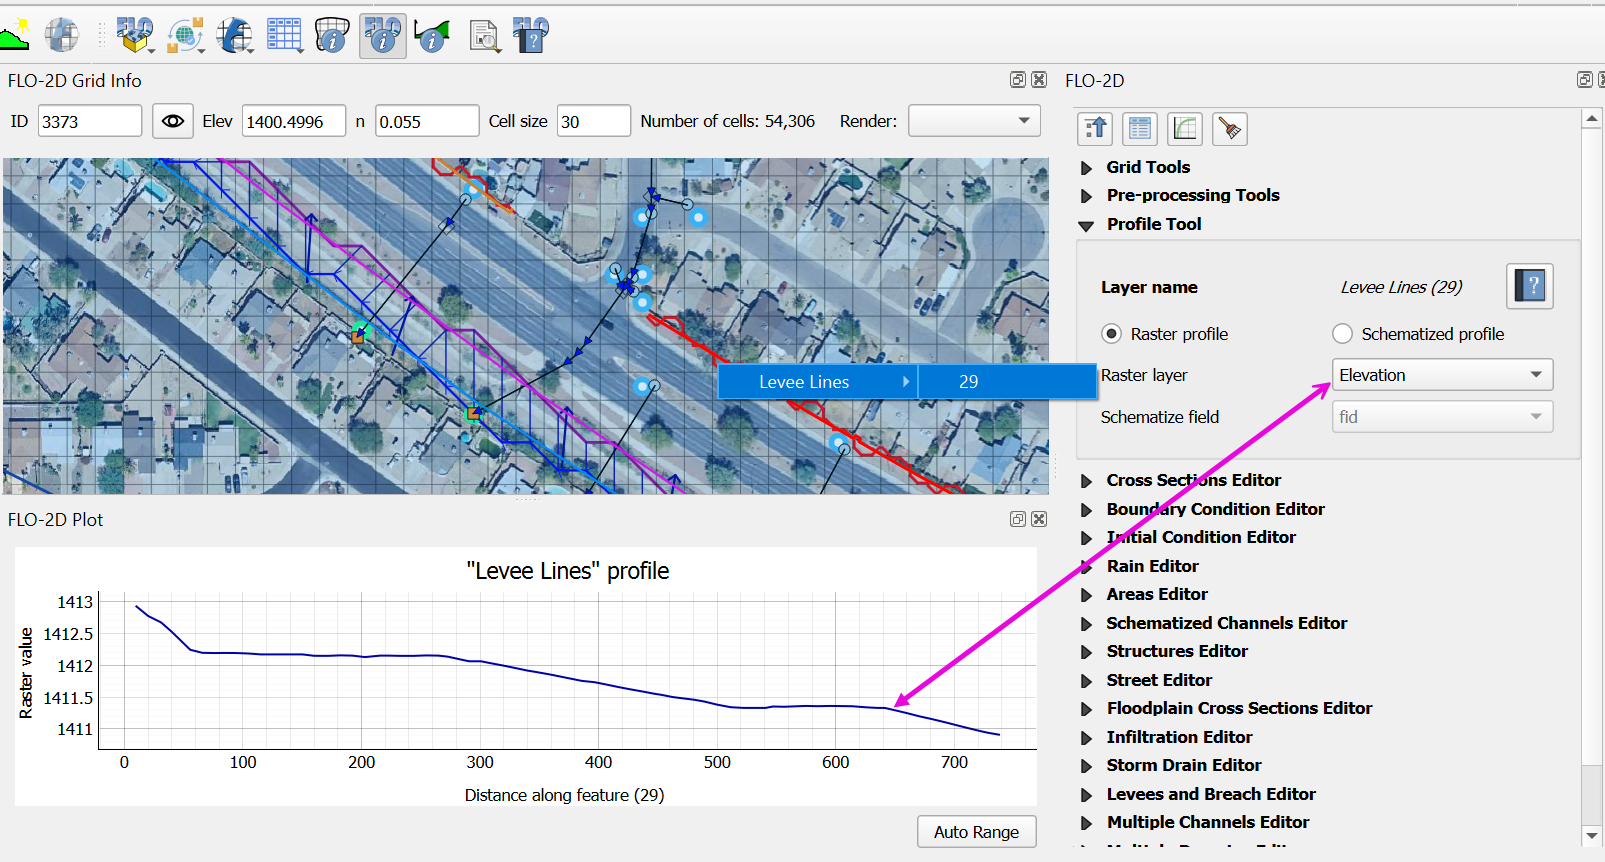 FLO-2D Grid Info
ID 3373 Elev 1400.4996 n 0.055 Cell size 30 Number of cells: 54,306 Render:
Levee Lines 29
FLO-2D Plot
"Levee Lines" profile
Raster value
1413
1412.5
1412
1411.5
1411
0 100 200 300 400 500 600 700
Distance along feature (29)
Auto Range
FLO-2D
Grid Tools
Pre-processing Tools
Profile Tool
Layer name Levee Lines (29)
Raster profile Schematized profile
Raster layer Elevation
Schematize field fid
Cross Sections Editor
Boundary Condition Editor
Initial Condition Editor
Rain Editor
Areas Editor
Schematized Channels Editor
Structures Editor
Street Editor
Floodplain Cross Sections Editor
Infiltration Editor
Storm Drain Editor
Levees and Breach Editor
Multiple Channels Editor